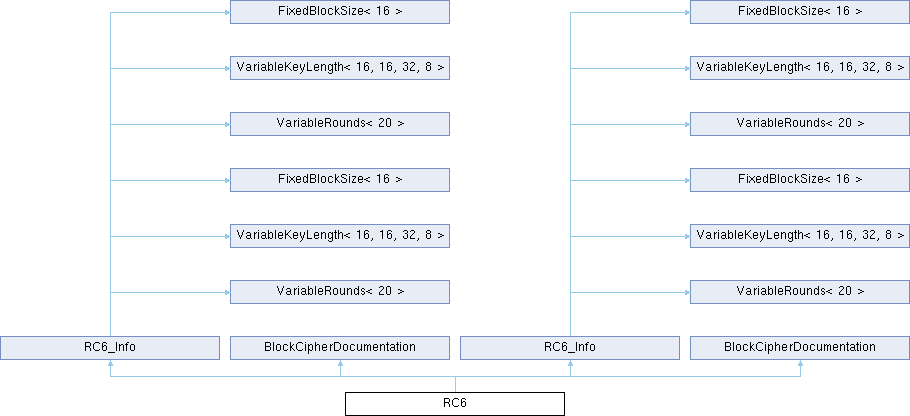 FixedBlockSize< 16 >
FixedBlockSize< 16 >
VariableKeyLength< 16, 16, 32, 8 >
VariableKeyLength< 16, 16, 32, 8 >
VariableRounds< 20 >
VariableRounds< 20 >
FixedBlockSize< 16 >
FixedBlockSize< 16 >
VariableKeyLength< 16, 16, 32, 8 >
VariableKeyLength< 16, 16, 32, 8 >
VariableRounds< 20 >
VariableRounds< 20 >
RC6_Info
BlockCipherDocumentation
RC6_Info
BlockCipherDocumentation
RC6